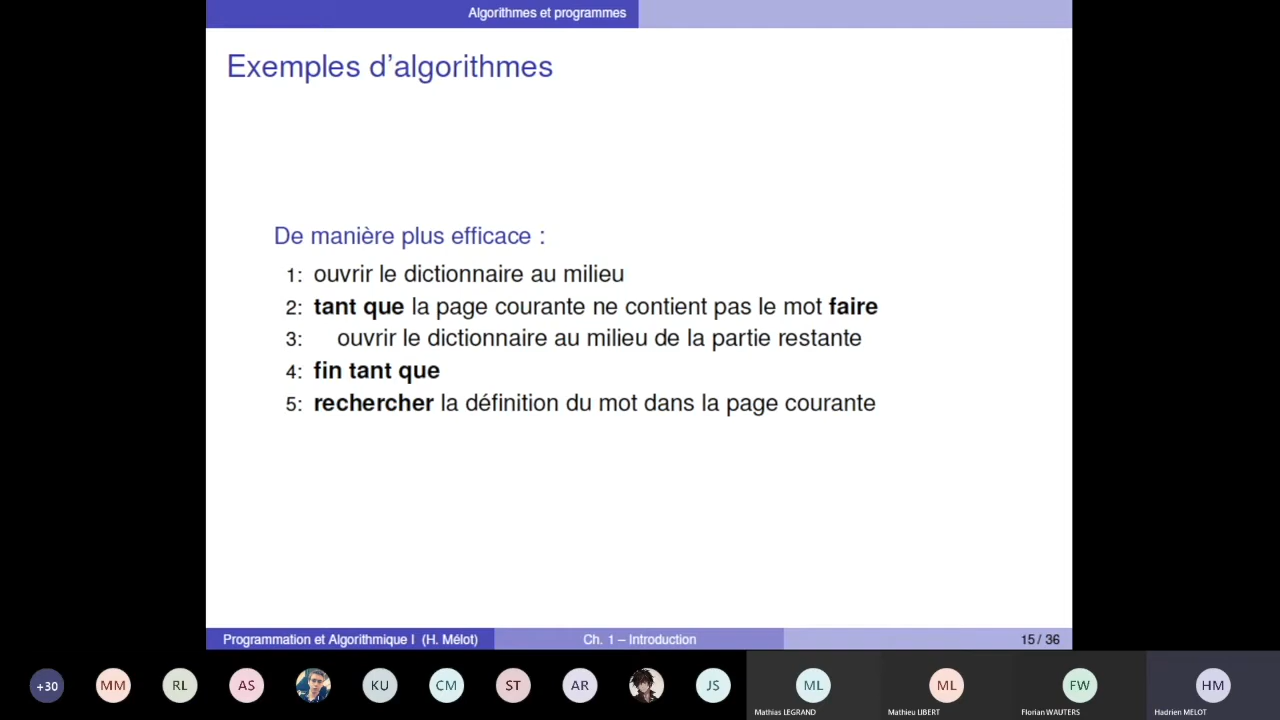 Algorithmes et programmes
Exemples d'algorithmes
De manière plus efficace :
1: ouvrir le dictionnaire au milieu
2: tant que la page courante ne contient pas le mot faire
3: ouvrir le dictionnaire au milieu de la partie restante
4: fin tant que
5: rechercher la définition du mot dans la page courante
Programmation et Algorithmique I (H. Mélot) Ch. 1 – Introduction 15 / 36
+30 MM RL AS KU CM ST AR JS ML ML FW HM
Mathias LEGRAND Mathieu LIBERT Florian WAUTERS Hadrien MELOT